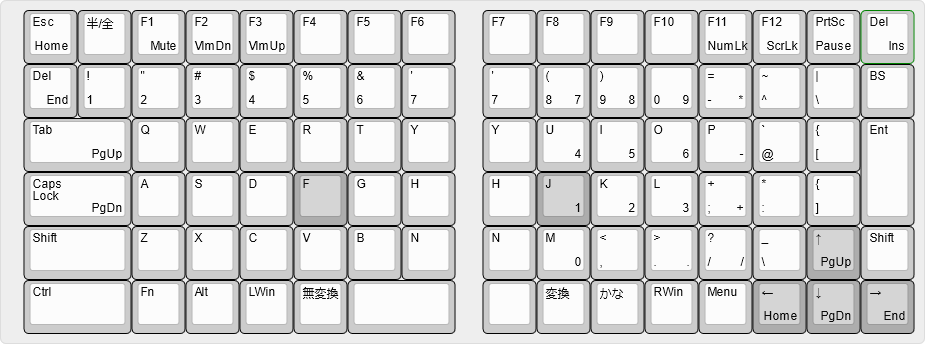 Esc 半/全 F1 F2 F3 F4 F5 F6 F7 F8 F9 F10 F11 F12 PrtSc Del
Home Mute VlmDn VlmUp NumLk ScrLk Pause Ins
Del ! " # $ % & ' ' ( ) = ~ | BS
End 1 2 3 4 5 6 7 7 8 7 9 8 0 9 - * ^ \
Tab Q W E R T Y Y U I O P ` { Ent
PgUp 4 5 6 - @ [
Caps A S D F G H H J K L + * {
Lock
PgDn 1 2 3 ; + : ]
Shift Z X C V B N N M < > ? _ ↑ Shift
0 , . . / / \ PgUp
Ctrl Fn Alt LWin 無変換 変換 かな RWin Menu ← ↓ →
Home PgDn End